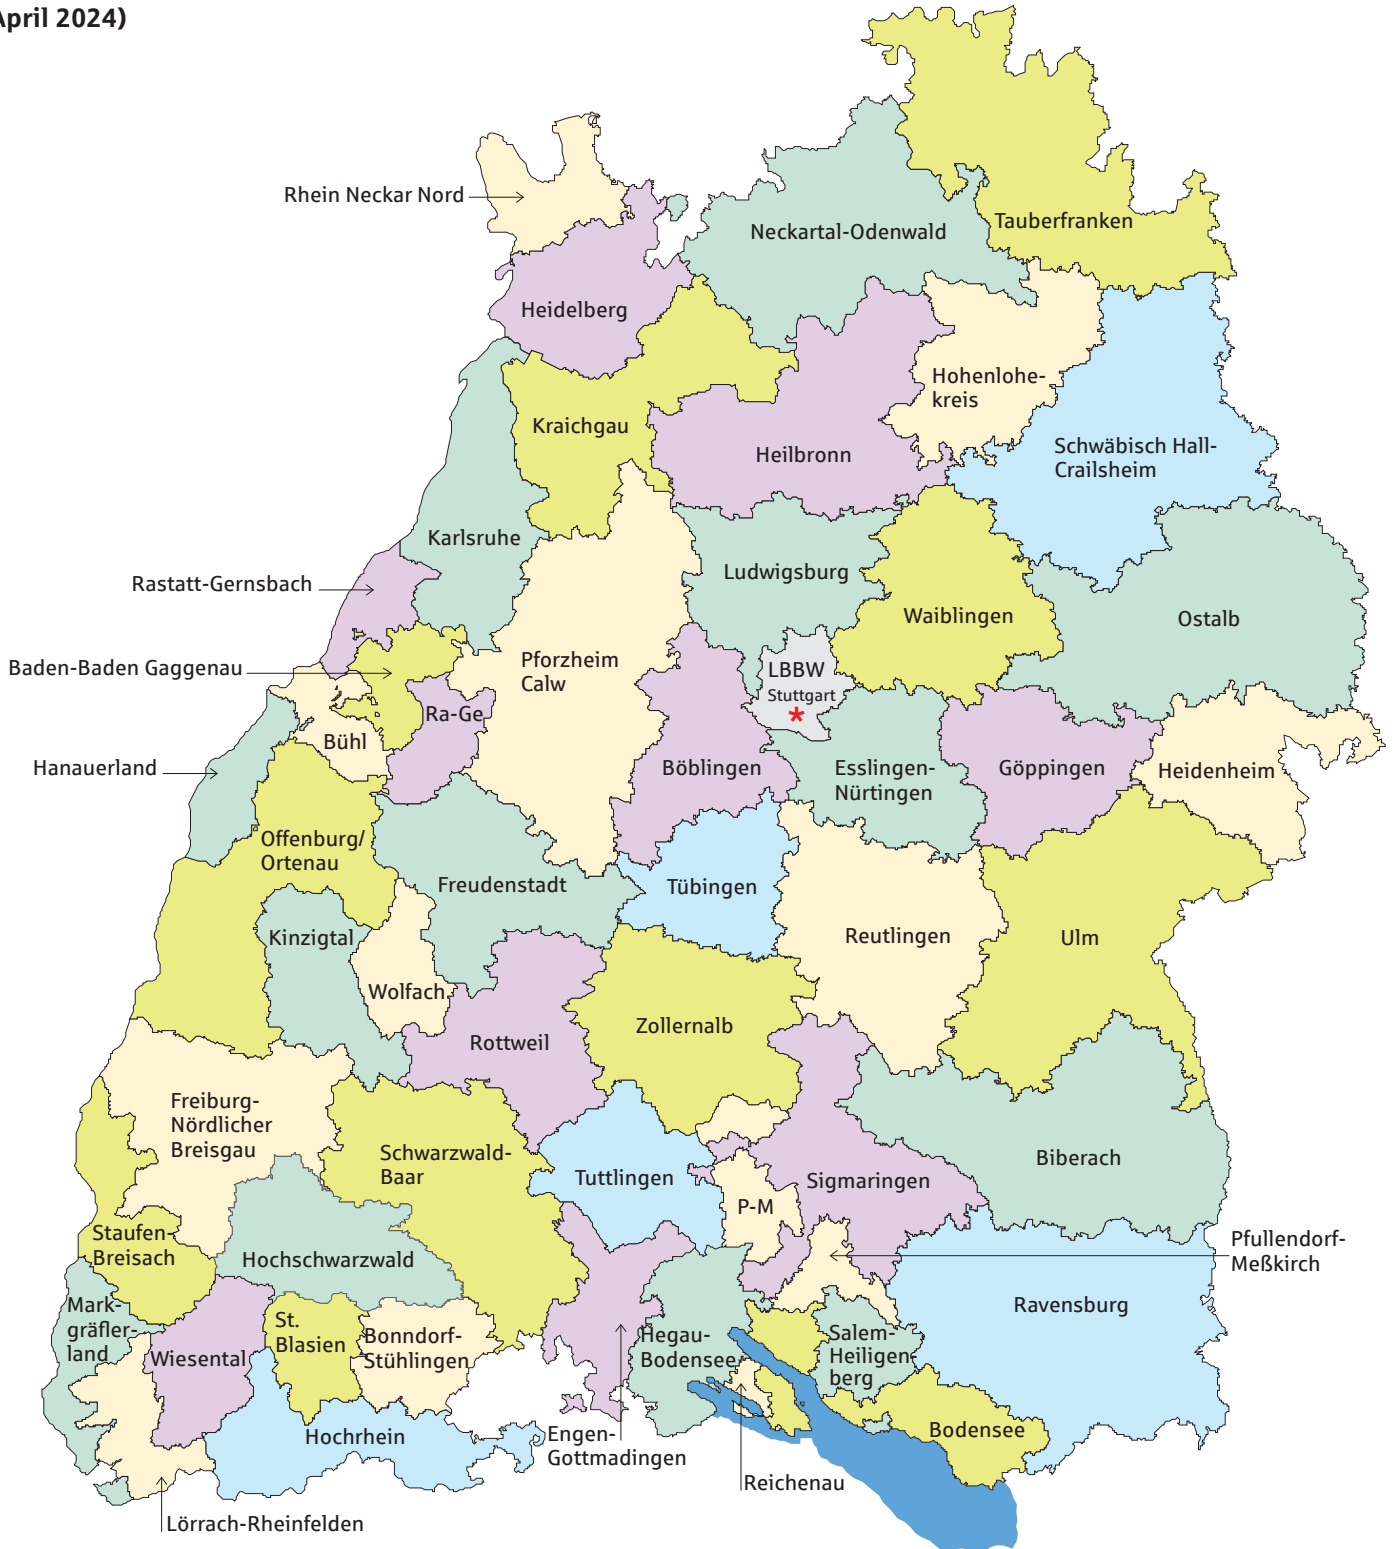 April 2024)
Rhein Neckar Nord
Neckartal-Odenwald
Tauberfranken
Heidelberg
Hohenlohe-
kreis
Kraichgau
Heilbronn
Schwäbisch Hall-
Crailsheim
Karlsruhe
Ludwigsburg
Rastatt-Gernsbach
Waiblingen
Ostalb
Baden-Baden Gaggenau
Pforzheim
Calw
LBBW
Stuttgart
*
Ra-Ge
Bühl
Hanauerland
Böblingen
Esslingen-
Nürtingen
Göppingen
Heidenheim
Offenburg/
Ortenau
Freudenstadt
Tübingen
Kinzigtal
Reutlingen
Ulm
Wolfach
Rottweil
Zollernalb
Freiburg-
Nördlicher
Breisgau
Schwarzwald-
Baar
Tuttlingen
Sigmaringen
Biberach
P-M
Staufen-
Breisach
Hochschwarzwald
Pfullendorf-
Meßkirch
Mark-
gräfler-
land
Wiesental
St.
Blasien
Bonndorf-
Stühlingen
Hegau-
Bodensee
Salem-
Heiligen-
berg
Ravensburg
Hochrhein
Engen-
Gottmadingen
Bodensee
Reichenau
Lörrach-Rheinfelden